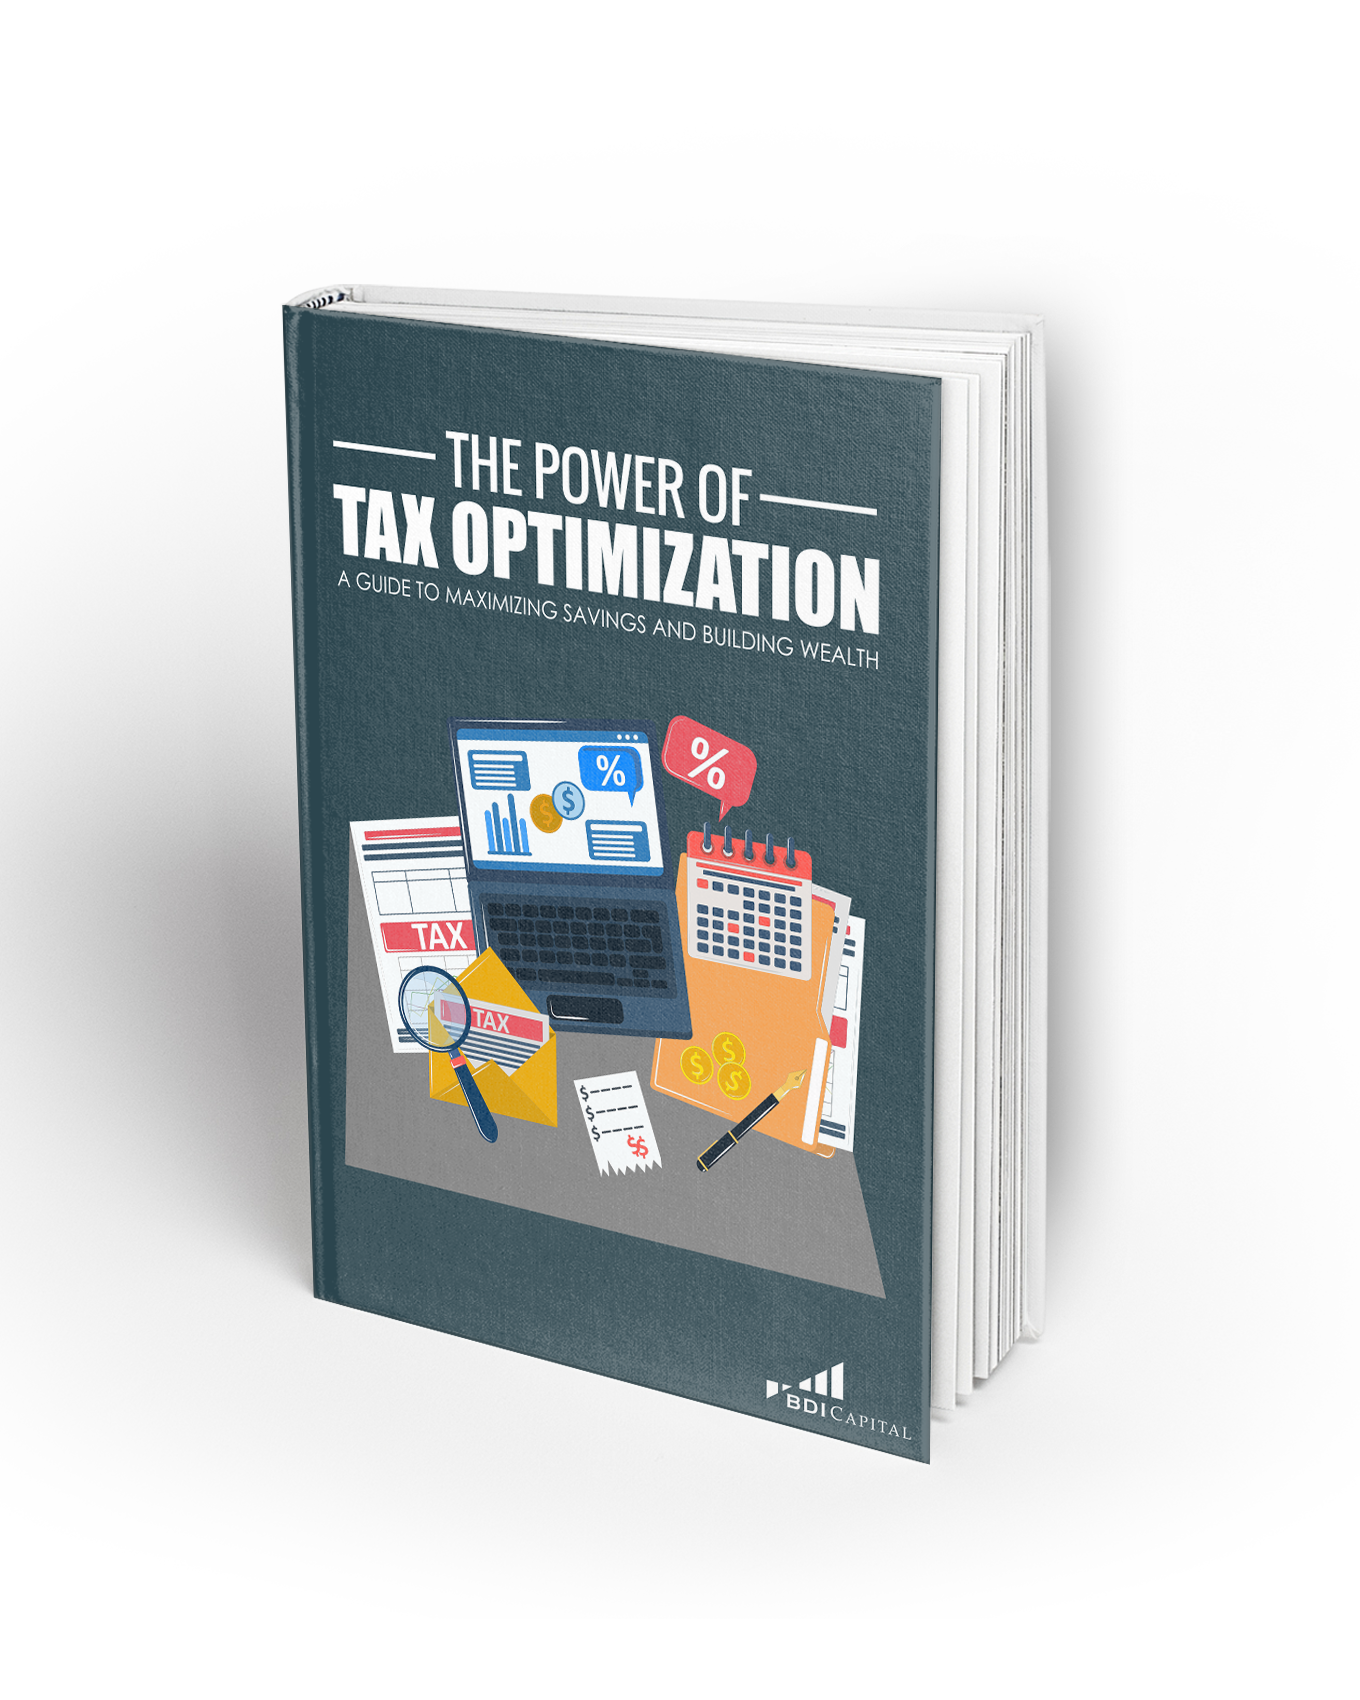 THE POWER OF
TAX OPTIMIZATION
A GUIDE TO MAXIMIZING SAVINGS AND BUILDING WEALTH
%
%
$ $
TAX
TAX
$
$ $
$
$
$
$$
BDI CAPITAL